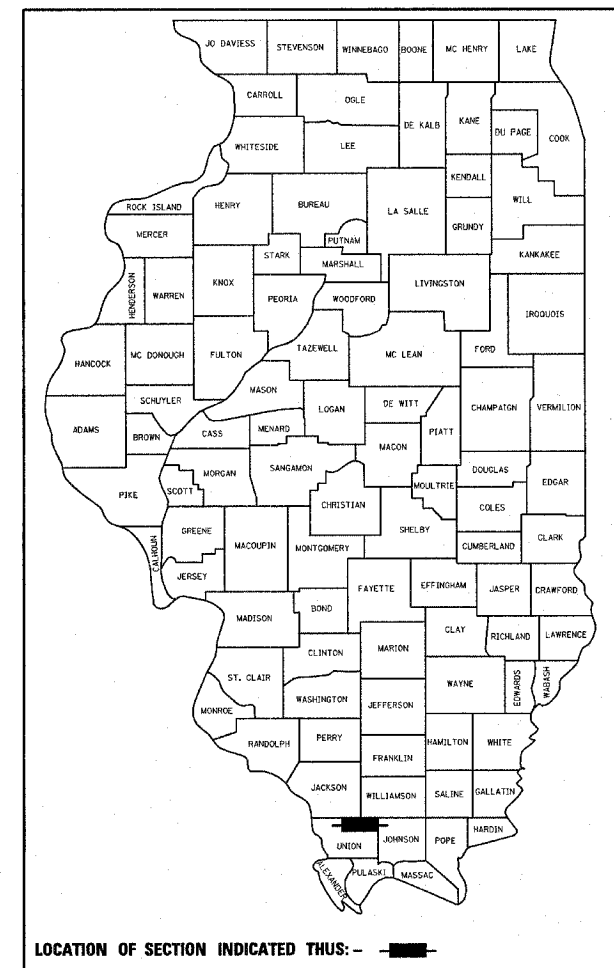 JO DAVIESS STEVENSON WINNEBAGO BOONE MC HENRY LAKE
CARROLL OGLE DE KALB KANE DU PAGE COOK
WHITESIDE LEE KENDALL WILL
ROCK ISLAND HENRY BUREAU LA SALLE GRUNDY
MERCER PUTNAM KANKAKEE
STARK MARSHALL
HENDERSON WARREN KNOX PEORIA WOODFORD LIVINGSTON IROQUOIS
HANCOCK MC DONOUGH FULTON TAZEWELL MC LEAN FORD
MASON
SCHUYLER LOGAN DE WITT CHAMPAIGN VERMILION
ADAMS BROWN CASS MENARD MACON PIATT
PIKE SCOTT MORGAN SANGAMON MOULTRIE DOUGLAS EDGAR
CHRISTIAN COLES
GREENE MACOUPIN MONTGOMERY SHELBY CUMBERLAND CLARK
CALHOUN JERSEY FAYETTE EFFINGHAM JASPER CRAWFORD
MADISON BOND
CLAY RICHLAND LAWRENCE
CLINTON MARION
ST. CLAIR WAYNE EDWARDS WABASH
MONROE WASHINGTON JEFFERSON
RANDOLPH PERRY HAMILTON WHITE
FRANKLIN
JACKSON WILLIAMSON SALINE GALLATIN
UNION JOHNSON POPE HARDIN
ALEXANDER PULASKI MASSAC
LOCATION OF SECTION INDICATED THUS: -